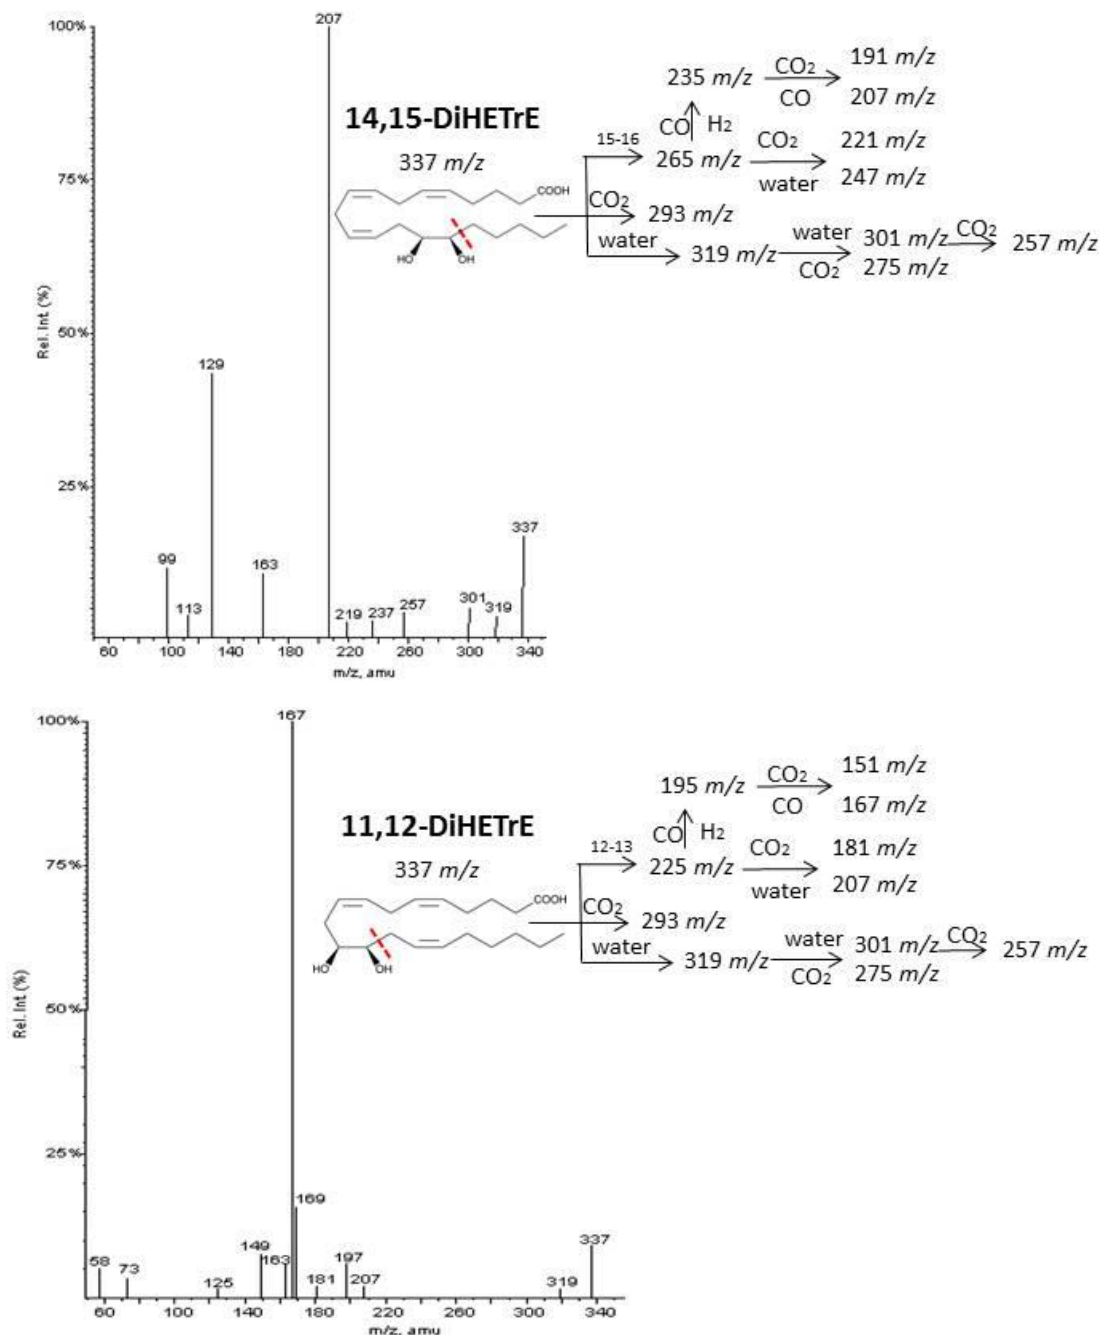 100%
75%
50%
25%
Rel. Int. (%)
207
129
99
113
163
219
237
257
301
319
337
60 100 140 180 220 260 300 340
m/z, amu
14,15-DiHETrE
337 m/z
COOH
HO OH
15-16
CO2
water
235 m/z
CO2
CO
191 m/z
207 m/z
CO H2
265 m/z
CO2
water
221 m/z
247 m/z
293 m/z
319 m/z
water
CO2
301 m/z
275 m/z
CO2
257 m/z
100%
75%
50%
25%
Rel. Int. (%)
167
169
58
73
125
149
163
181
197
207
319
337
60 100 140 180 220 260 300 340
m/z, amu
11,12-DiHETrE
337 m/z
COOH
HO OH
12-13
CO2
water
195 m/z
CO2
CO
151 m/z
167 m/z
CO H2
225 m/z
CO2
water
181 m/z
207 m/z
293 m/z
319 m/z
water
CO2
301 m/z
275 m/z
CO2
257 m/z